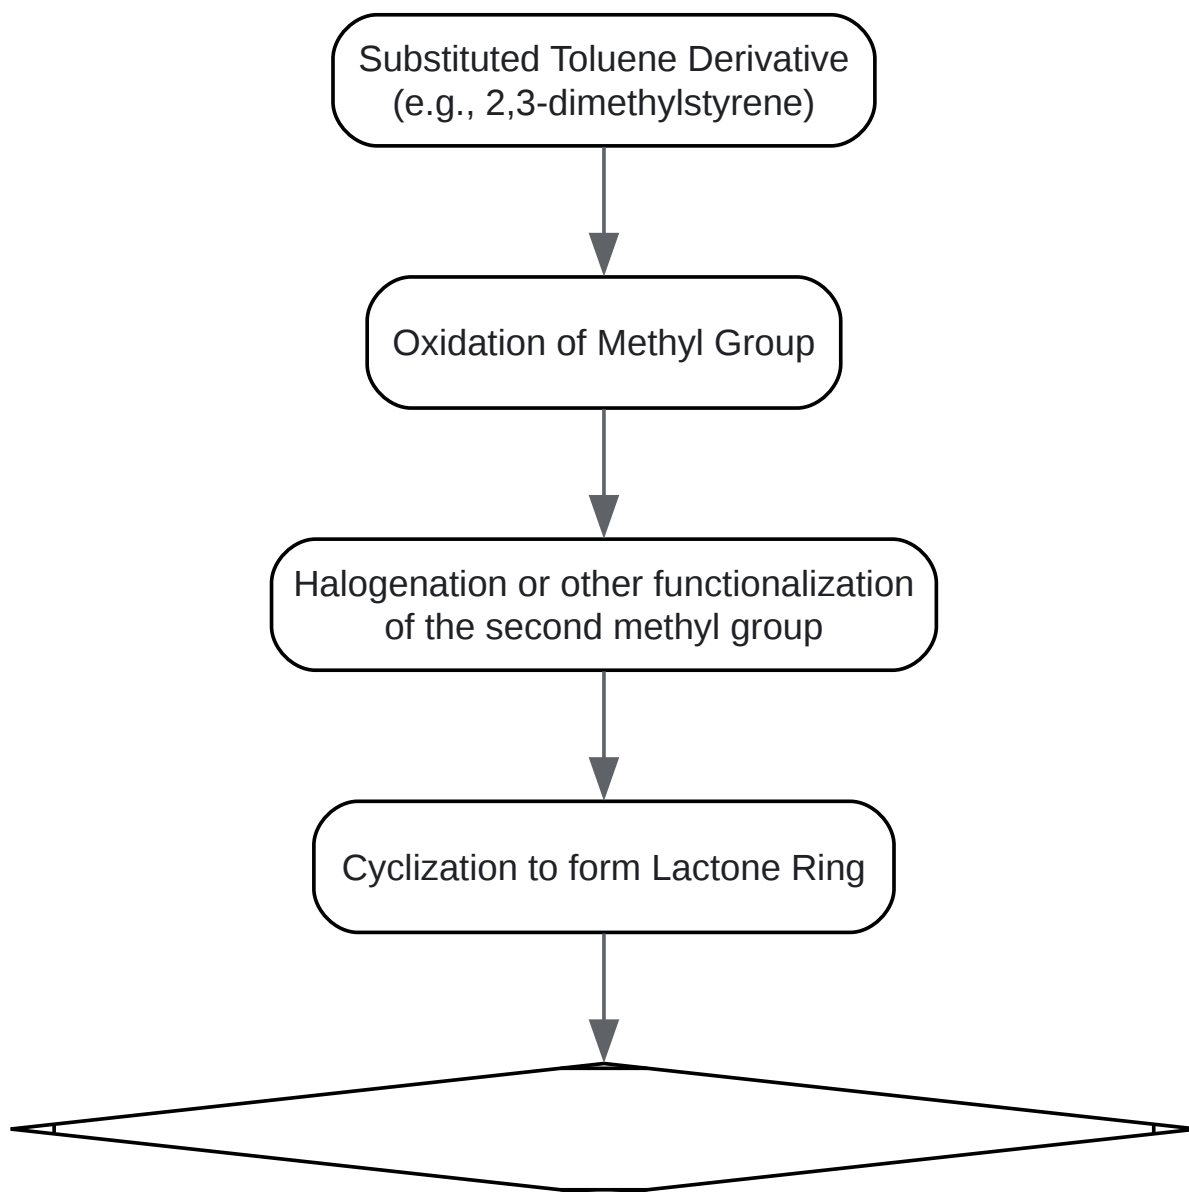 Substituted Toluene Derivative
(e.g., 2,3-dimethylstyrene)
Oxidation of Methyl Group
Halogenation or other functionalization
of the second methyl group
Cyclization to form Lactone Ring